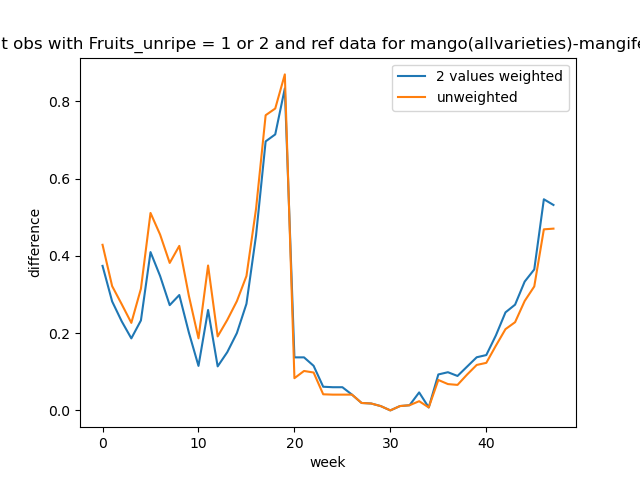 t obs with Fruits_unripe = 1 or 2 and ref data for mango(allvarieties)-mangife
2 values weighted
unweighted
difference
0.8
0.6
0.4
0.2
0.0
0 10 20 30 40
week